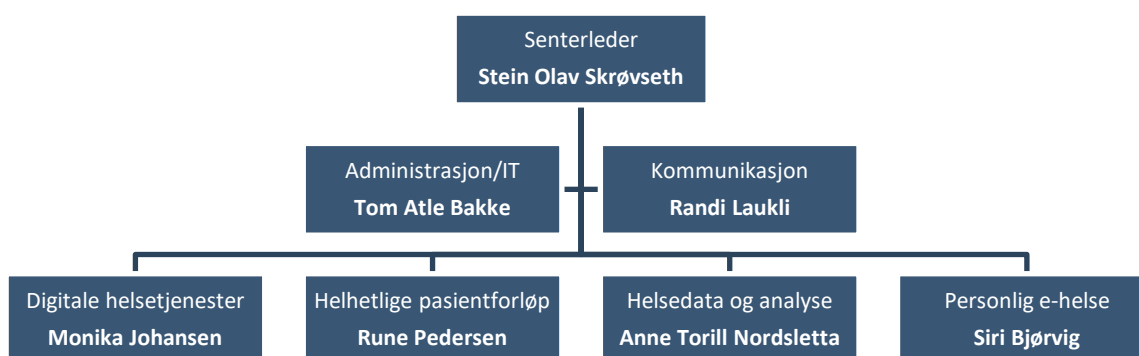 Senterleder
Stein Olav Skrøvseth
Administrasjon/IT
Tom Atle Bakke
Kommunikasjon
Randi Laukli
Digitale helsetjenester
Monika Johansen
Helhetlige pasientforløp
Rune Pedersen
Helsedata og analyse
Anne Torill Nordsletta
Personlig e-helse
Siri Bjørvig